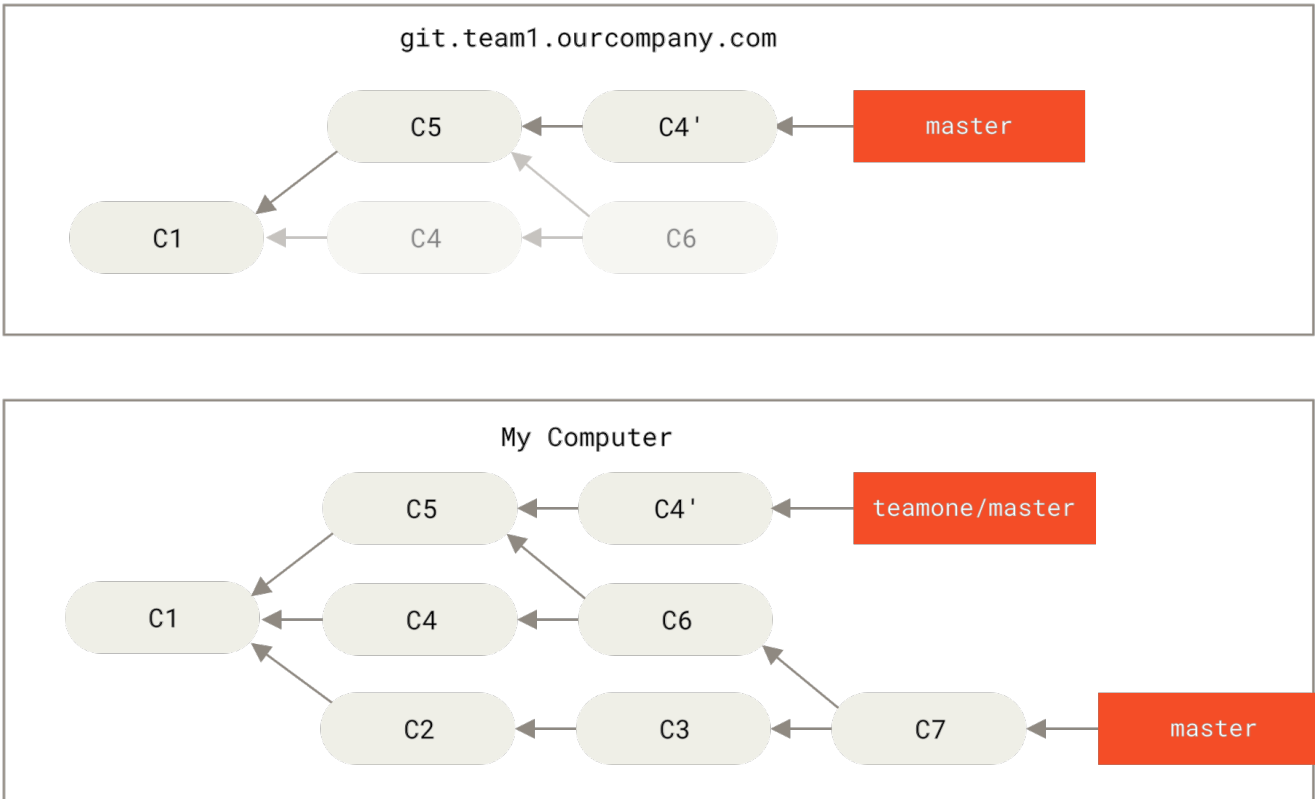 git.team1.ourcompany.com
C5 C4' master
C1 C4 C6
My Computer
C5 C4' teamone/master
C1 C4 C6
C2 C3 C7 master